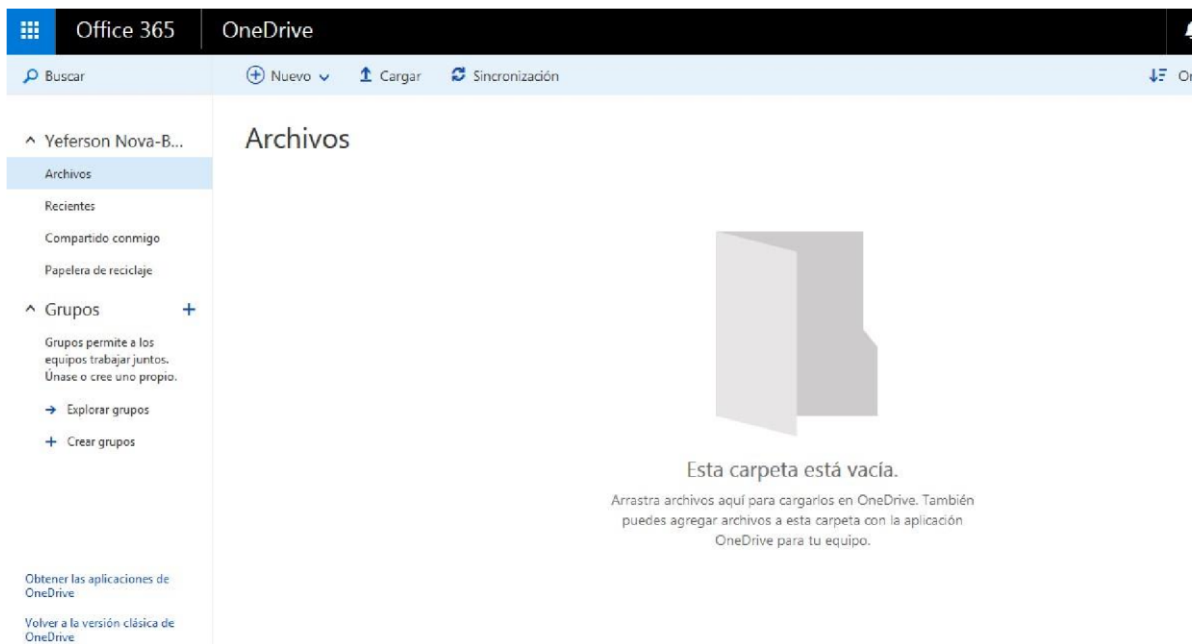 Office 365
OneDrive
Buscar
Nuevo
Cargar
Sincronización
Yeferson Nova-B...
Archivos
Recientes
Compartido conmigo
Papelera de reciclaje
Grupos
Grupos permite a los
equipos trabajar juntos.
Únase o cree uno propio.
Explorar grupos
Crear grupos
Obtener las aplicaciones de
OneDrive
Volver a la versión clásica de
OneDrive
Archivos
Esta carpeta está vacía.
Arrastra archivos aquí para cargarlos en OneDrive. También
puedes agregar archivos a esta carpeta con la aplicación
OneDrive para tu equipo.